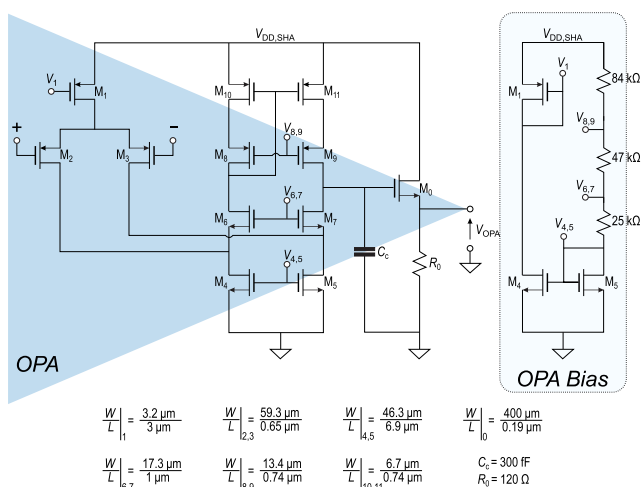 V_DD,SHA
V_1
M_1
M_10
M_11
+
−
M_2
M_3
M_8
V_8,9
M_9
M_0
M_6
V_6,7
M_7
V_OPA
C_c
R_0
M_4
V_4,5
M_5
OPA
V_DD,SHA
V_1
M_1
84 kΩ
V_8,9
47 kΩ
V_6,7
25 kΩ
V_4,5
M_4
M_5
OPA Bias
W/L|_1 = 3.2 µm/3 µm
W/L|_2,3 = 59.3 µm/0.65 µm
W/L|_4,5 = 46.3 µm/6.9 µm
W/L|_0 = 400 µm/0.19 µm
W/L|_6,7 = 17.3 µm/1 µm
W/L|_8,9 = 13.4 µm/0.74 µm
W/L|_10,11 = 6.7 µm/0.74 µm
C_c = 300 fF
R_0 = 120 Ω